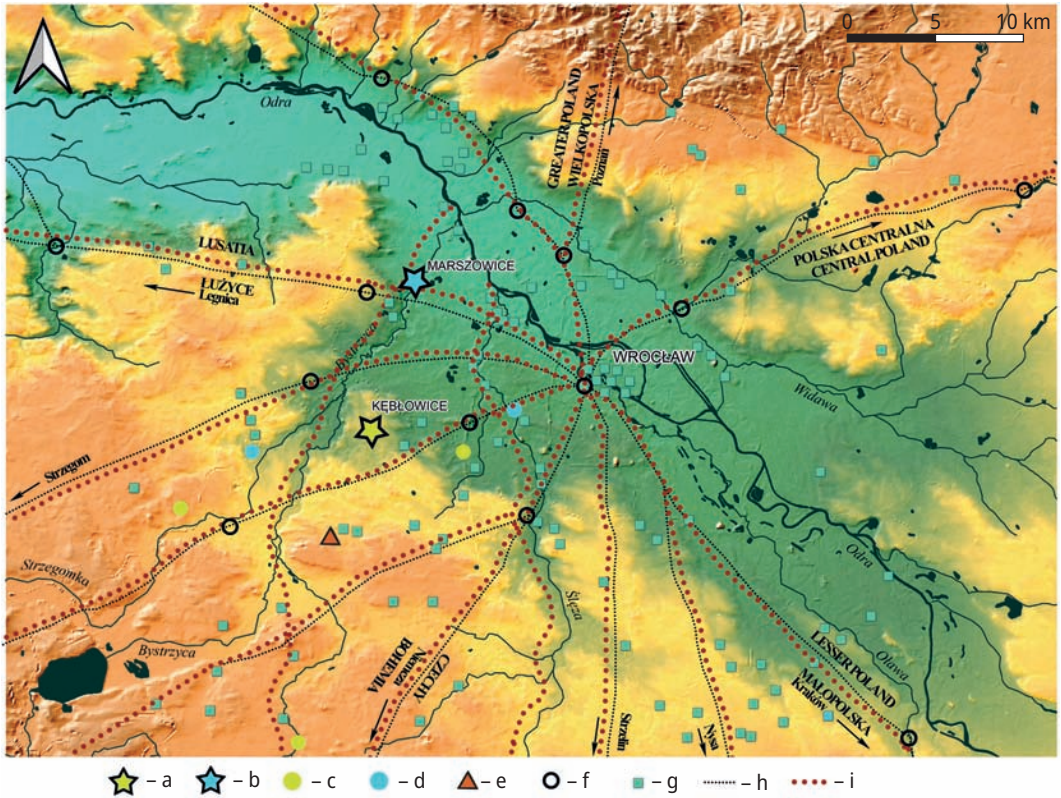 0 5 10 km
Odra
GREATER POLAND
WIELKOPOLSKA
Poznań
POLSKA CENTRALNA
CENTRAL POLAND
LUSATIA
ŁUŻYCE
Legnica
MARSZOWICE
Bystrzyca
WROCŁAW
KĘBŁOWICE
Widawa
Strzegom
Odra
Strzegomka
Ślęza
Bystrzyca
BOHEMIA
Niemcza
CZECHY
Oława
LESSER POLAND
MAŁOPOLSKA
Kraków
Strzelin
Nysa
– a – b – c – d – e – f – g – h – i